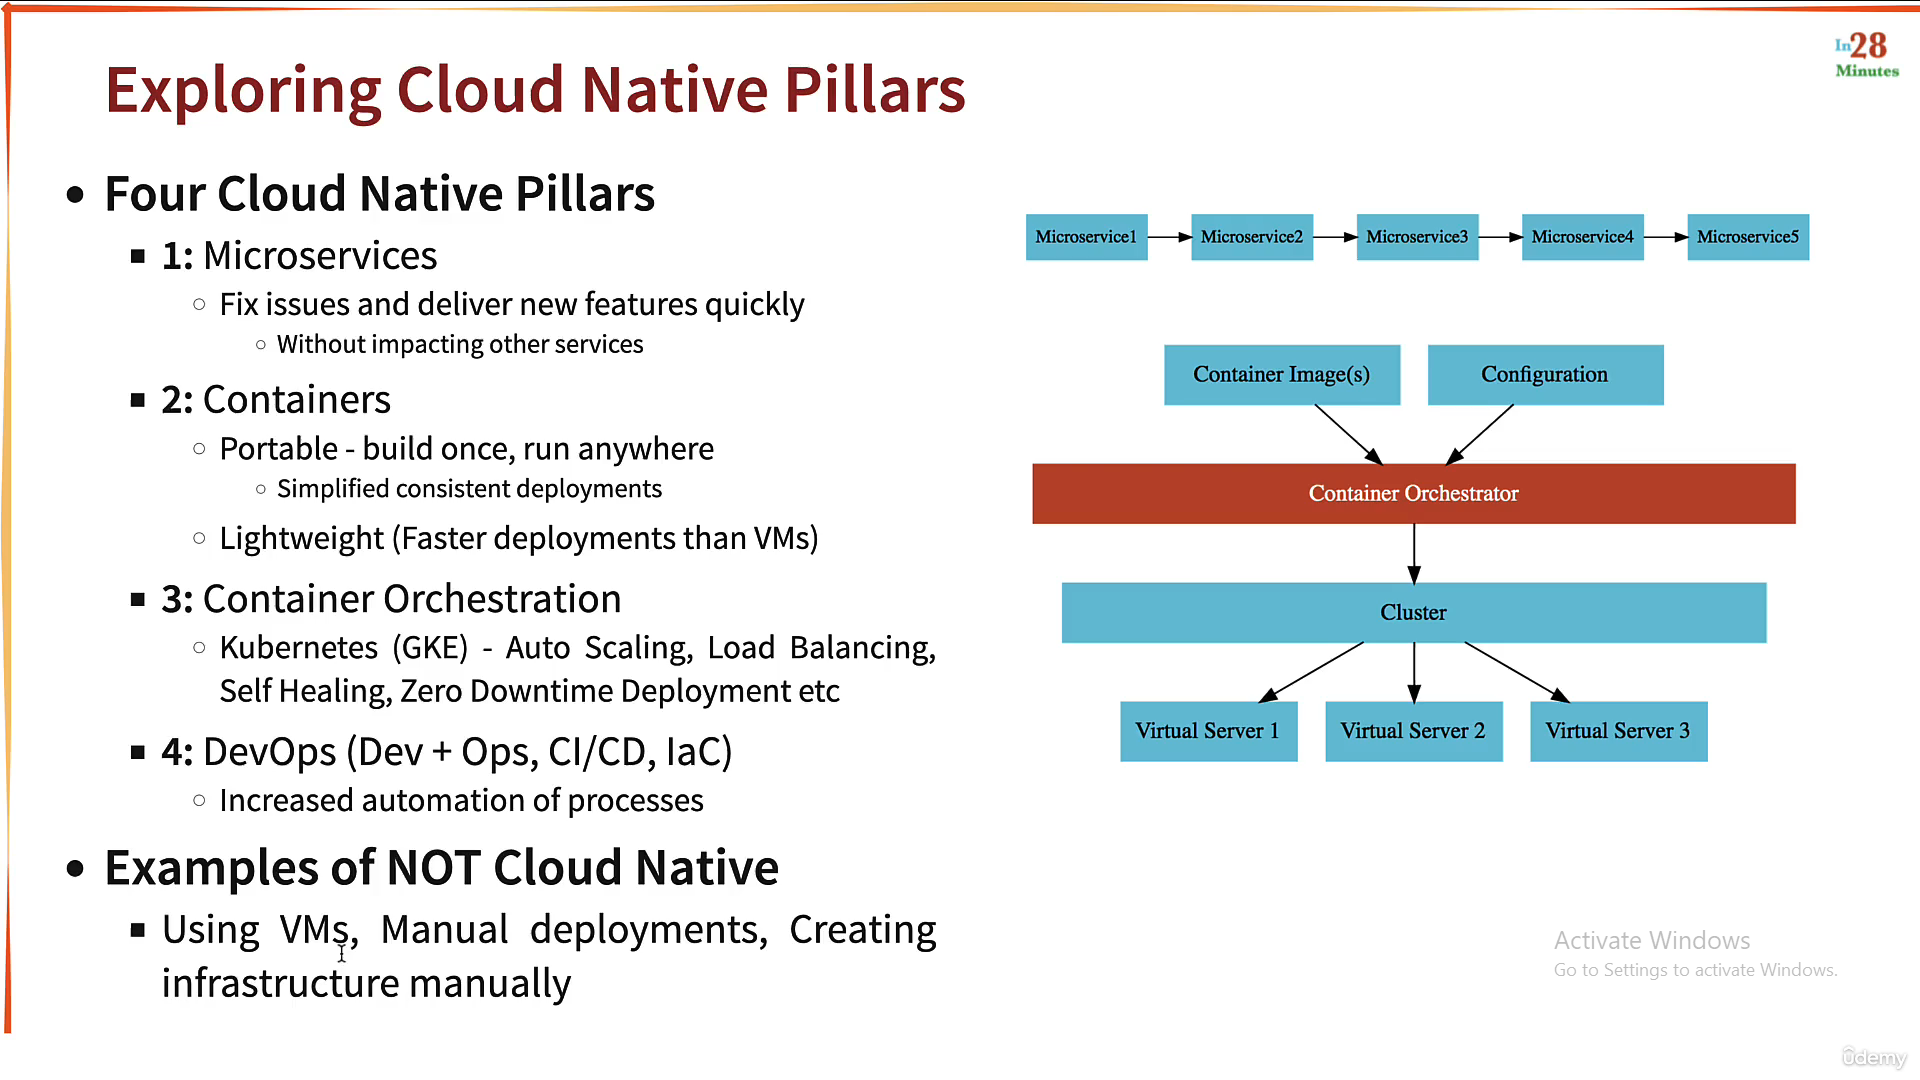 In28
Minutes
Exploring Cloud Native Pillars
• Four Cloud Native Pillars
▪ 1: Microservices
○ Fix issues and deliver new features quickly
○ Without impacting other services
▪ 2: Containers
○ Portable - build once, run anywhere
○ Simplified consistent deployments
○ Lightweight (Faster deployments than VMs)
▪ 3: Container Orchestration
○ Kubernetes (GKE) - Auto Scaling, Load Balancing,
Self Healing, Zero Downtime Deployment etc
▪ 4: DevOps (Dev + Ops, CI/CD, IaC)
○ Increased automation of processes
• Examples of NOT Cloud Native
▪ Using VMs, Manual deployments, Creating
infrastructure manually
Microservice1 Microservice2 Microservice3 Microservice4 Microservice5
Container Image(s) Configuration
Container Orchestrator
Cluster
Virtual Server 1 Virtual Server 2 Virtual Server 3
Activate Windows
Go to Settings to activate Windows.
ûdemy